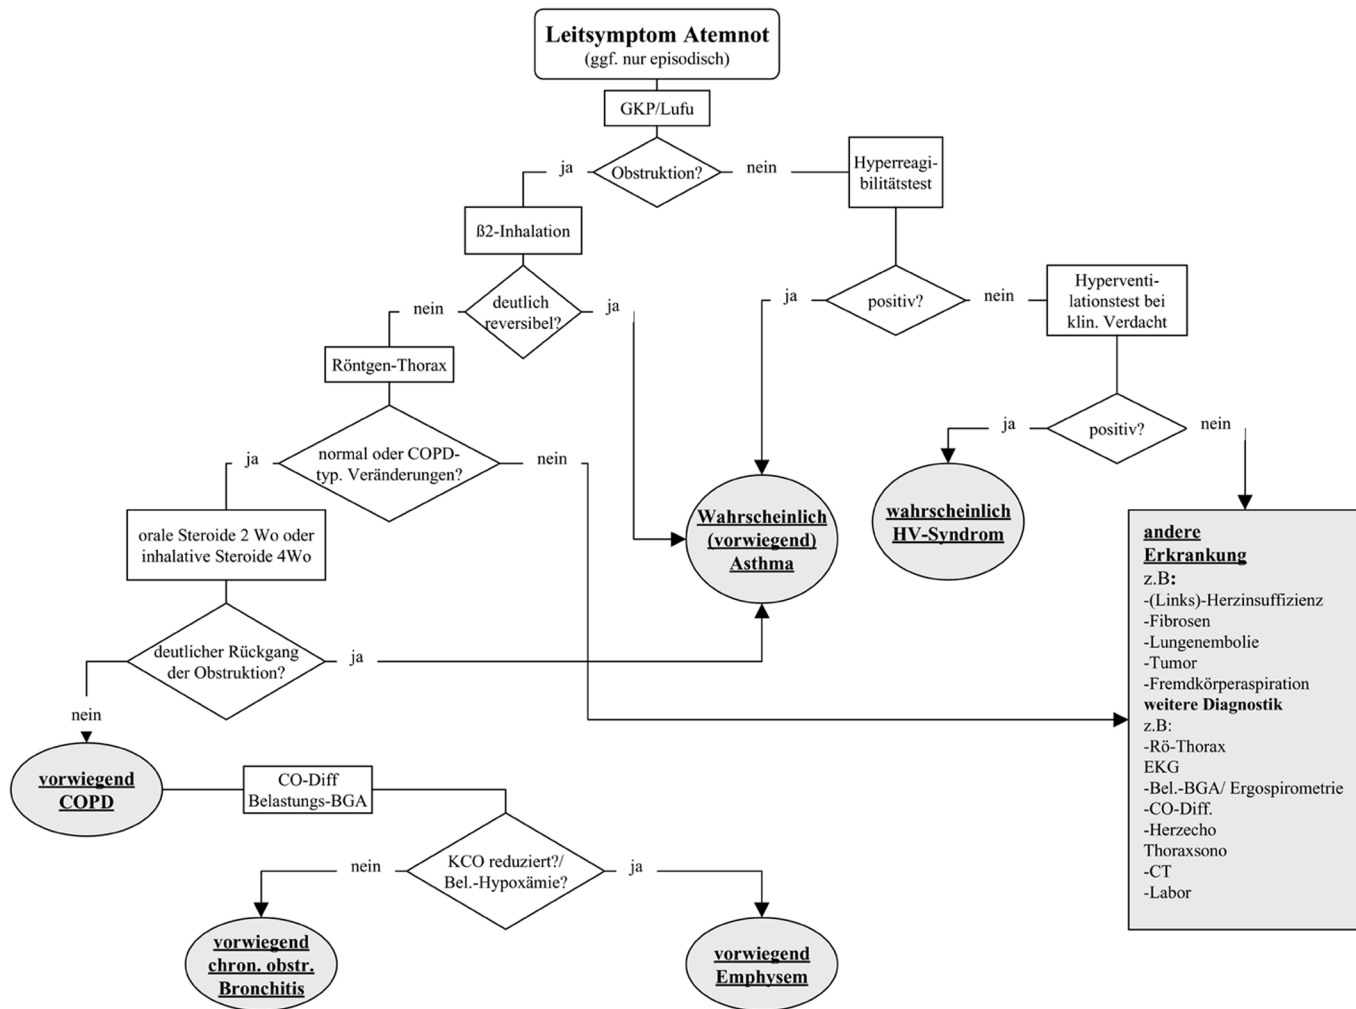 Leitsymptom Atemnot
(ggf. nur episodisch)
GKP/Lufu
ja
Obstruktion?
nein
Hyperreagi-
bilitätstest
ß2-Inhalation
nein
deutlich
reversibel?
ja
ja
positiv?
nein
Hyperventi-
lationstest bei
klin. Verdacht
Röntgen-Thorax
ja
normal oder COPD-
typ. Veränderungen?
nein
ja
positiv?
nein
orale Steroide 2 Wo oder
inhalative Steroide 4Wo
Wahrscheinlich
(vorwiegend)
Asthma
wahrscheinlich
HV-Syndrom
andere
Erkrankung
z.B:
-(Links)-Herzinsuffizienz
-Fibrosen
-Lungenembolie
-Tumor
-Fremdkörperaspiration
weitere Diagnostik
z.B:
-Rö-Thorax
EKG
-Bel.-BGA/ Ergospirometrie
-CO-Diff.
-Herzecho
Thoraxsono
-CT
-Labor
deutlicher Rückgang
der Obstruktion?
ja
nein
vorwiegend
COPD
CO-Diff
Belastungs-BGA
nein
KCO reduziert?/
Bel.-Hypoxämie?
ja
vorwiegend
chron. obstr.
Bronchitis
vorwiegend
Emphysem